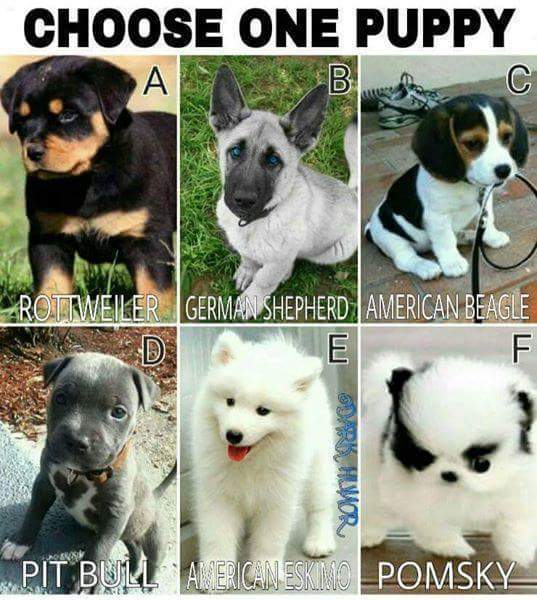 CHOOSE ONE PUPPY
A
B
C
ROTTWEILER
GERMAN SHEPHERD
AMERICAN BEAGLE
D
E
F
©DARK HUMOR
PIT BULL
AMERICAN ESKIMO
POMSKY